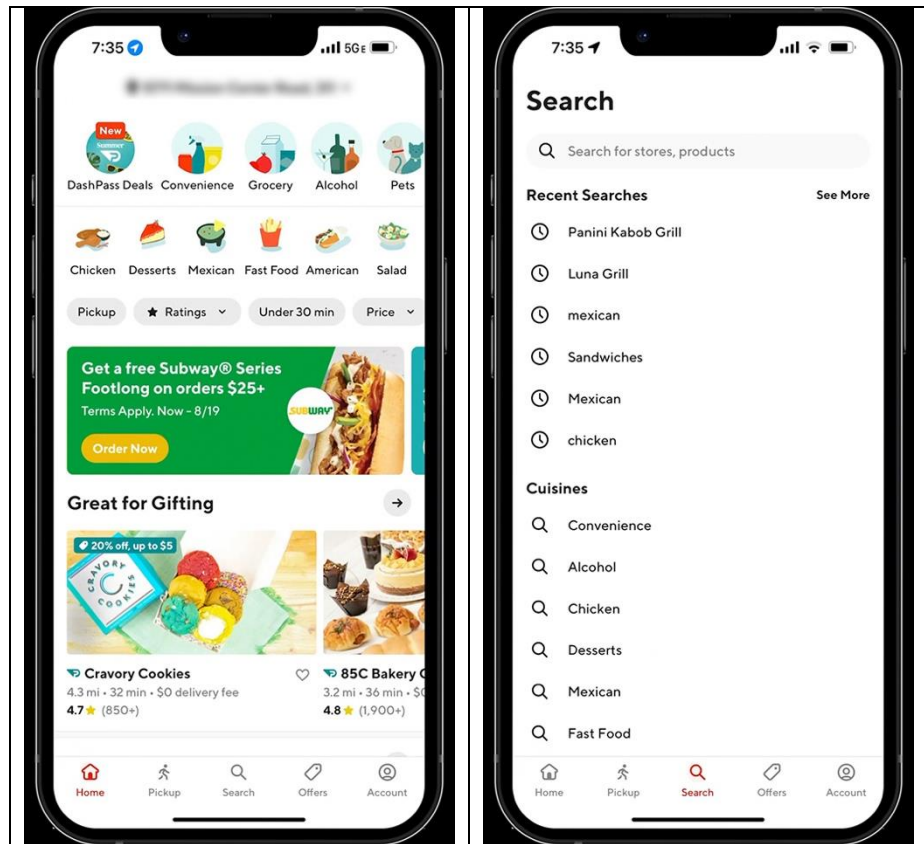 7:35
5GE
New
Summer
DashPass Deals Convenience Grocery Alcohol Pets
Chicken Desserts Mexican Fast Food American Salad
Pickup ★ Ratings Under 30 min Price
Get a free Subway® Series
Footlong on orders $25+
Terms Apply. Now - 8/19
SUBWAY
Order Now
Great for Gifting
20% off, up to $5
CRAVORY
COOKIES
Cravory Cookies
4.3 mi • 32 min • $0 delivery fee
4.7★ (850+)
85C Bakery C
3.2 mi • 36 min • $0
4.8★ (1,900+)
Home Pickup Search Offers Account
7:35
Search
Search for stores, products
Recent Searches See More
Panini Kabob Grill
Luna Grill
mexican
Sandwiches
Mexican
chicken
Cuisines
Convenience
Alcohol
Chicken
Desserts
Mexican
Fast Food
Home Pickup Search Offers Account